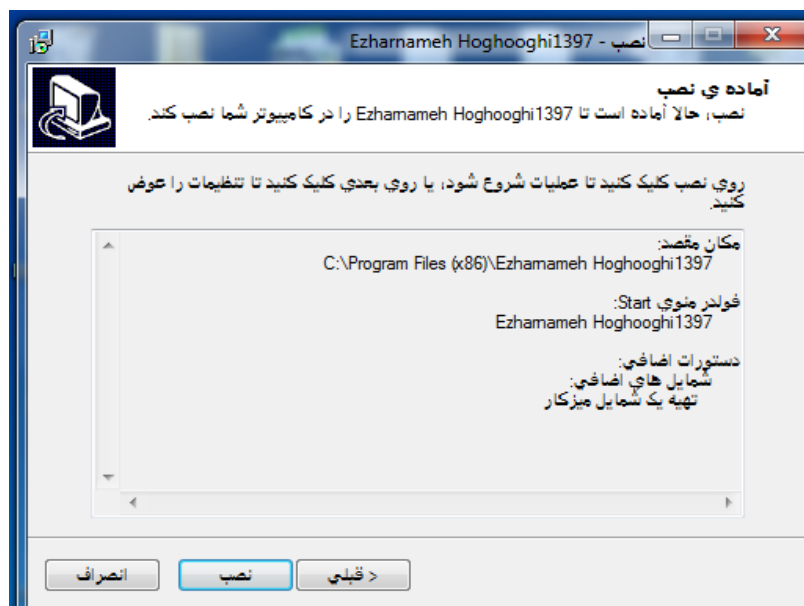 نصب - Ezharnameh Hoghooghi1397
آماده ي نصب
نصب، حالا آماده است تا Ezharnameh Hoghooghi1397 را در کامپيوتر شما نصب کند.
روي نصب کليک کنيد تا عمليات شروع شود، يا روي بعدي کليک کنيد تا تنظيمات را عوض
کنيد.
مکان مقصد:
C:\Program Files (x86)\Ezharnameh Hoghooghi1397
فولدر منوي Start:
Ezharnameh Hoghooghi1397
دستورات اضافي:
شمايل هاي اضافي:
تهيه يک شمايل ميزکار
< قبلي
نصب
انصراف